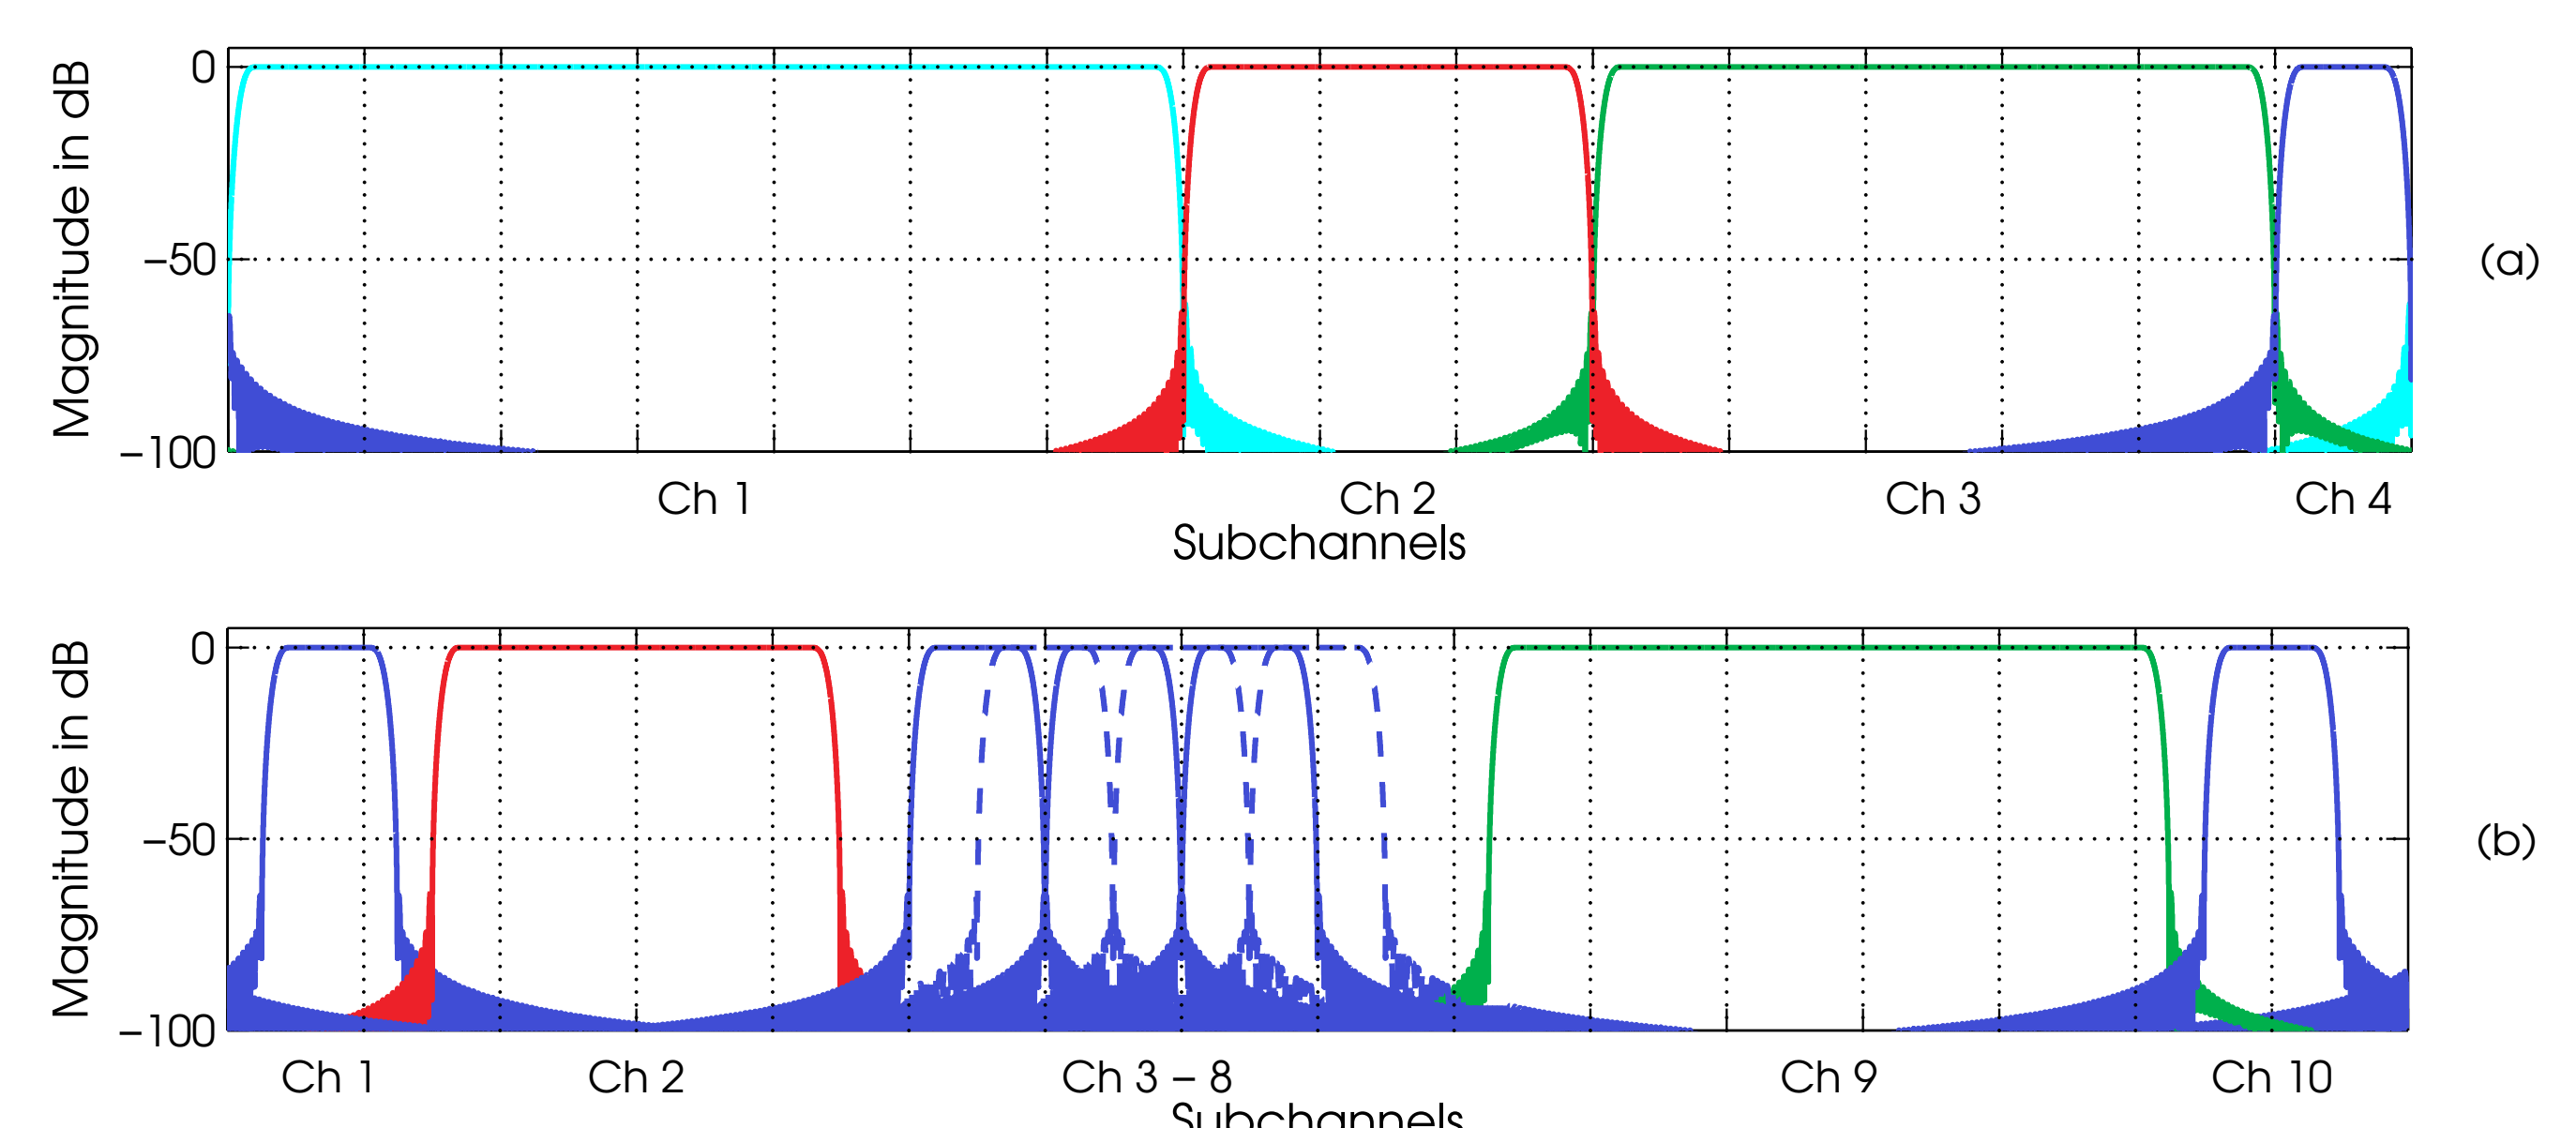 Magnitude in dB
0
−50
−100
Ch 1 Ch 2 Ch 3 Ch 4
Subchannels
(a)
Magnitude in dB
0
−50
−100
Ch 1 Ch 2 Ch 3 – 8 Ch 9 Ch 10
Subchannels
(b)